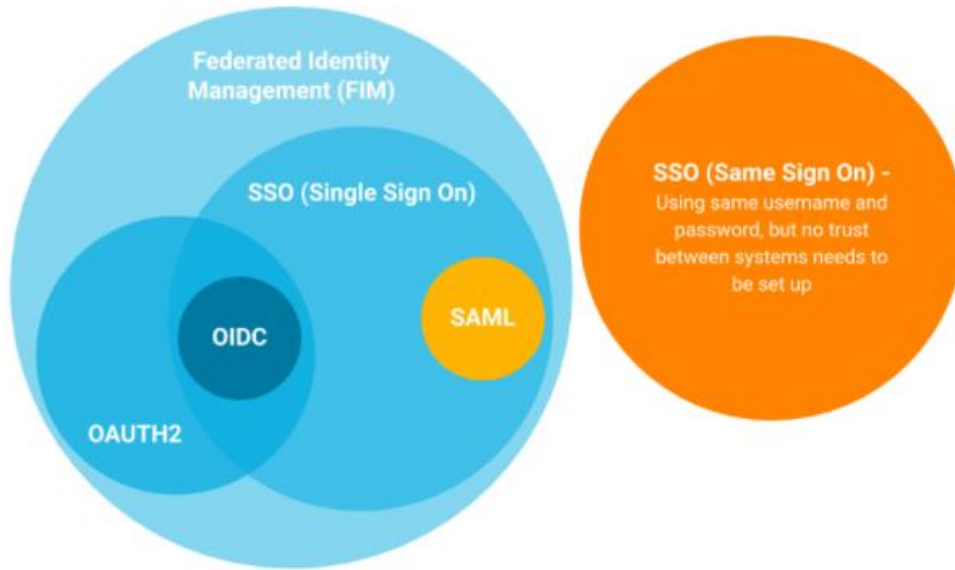 Federated Identity
Management (FIM)
SSO (Single Sign On)
OIDC
SAML
OAUTH2
SSO (Same Sign On) -
Using same username and
password, but no trust
between systems needs to
be set up